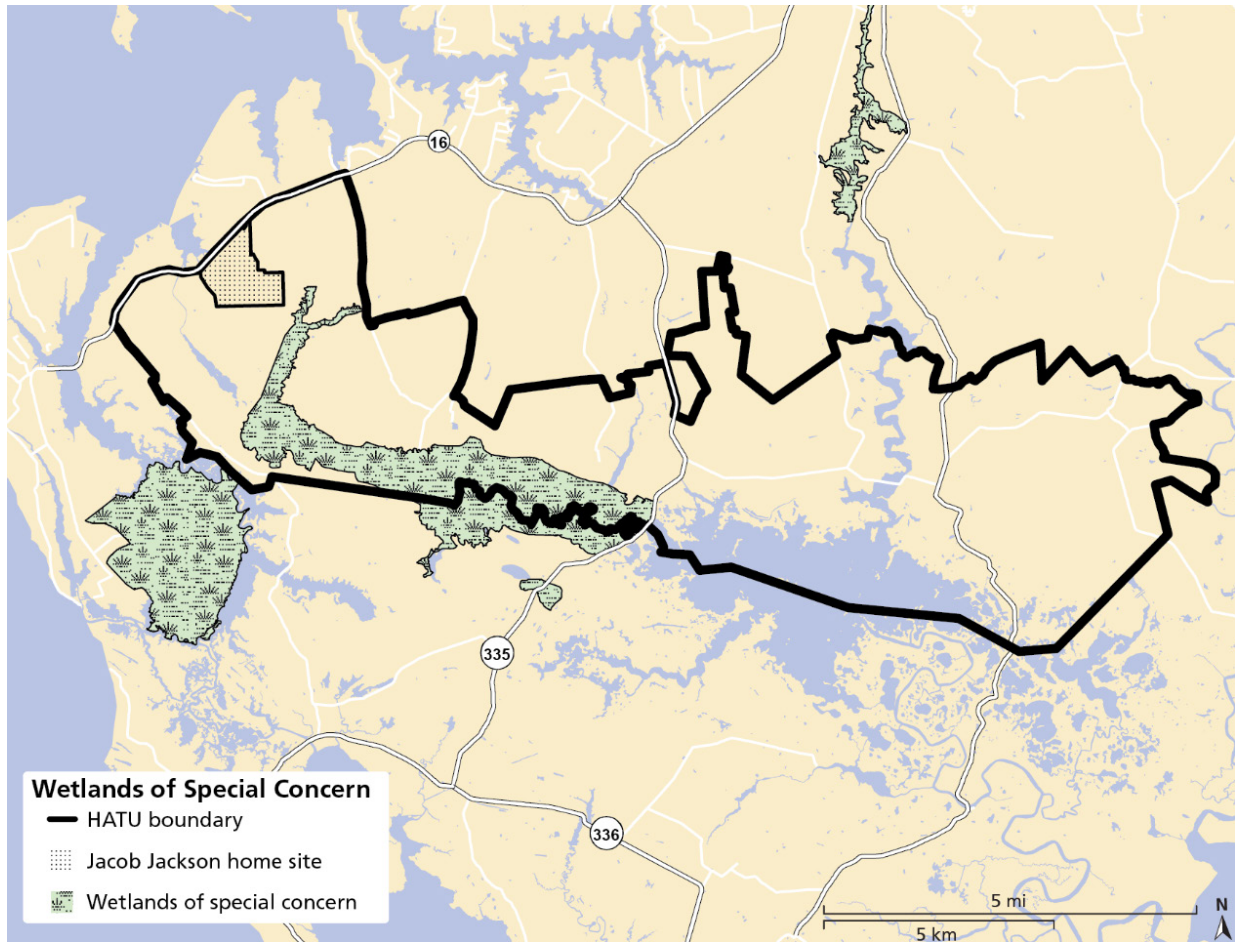 16
335
336
Wetlands of Special Concern
HATU boundary
Jacob Jackson home site
Wetlands of special concern
5 mi
5 km
N